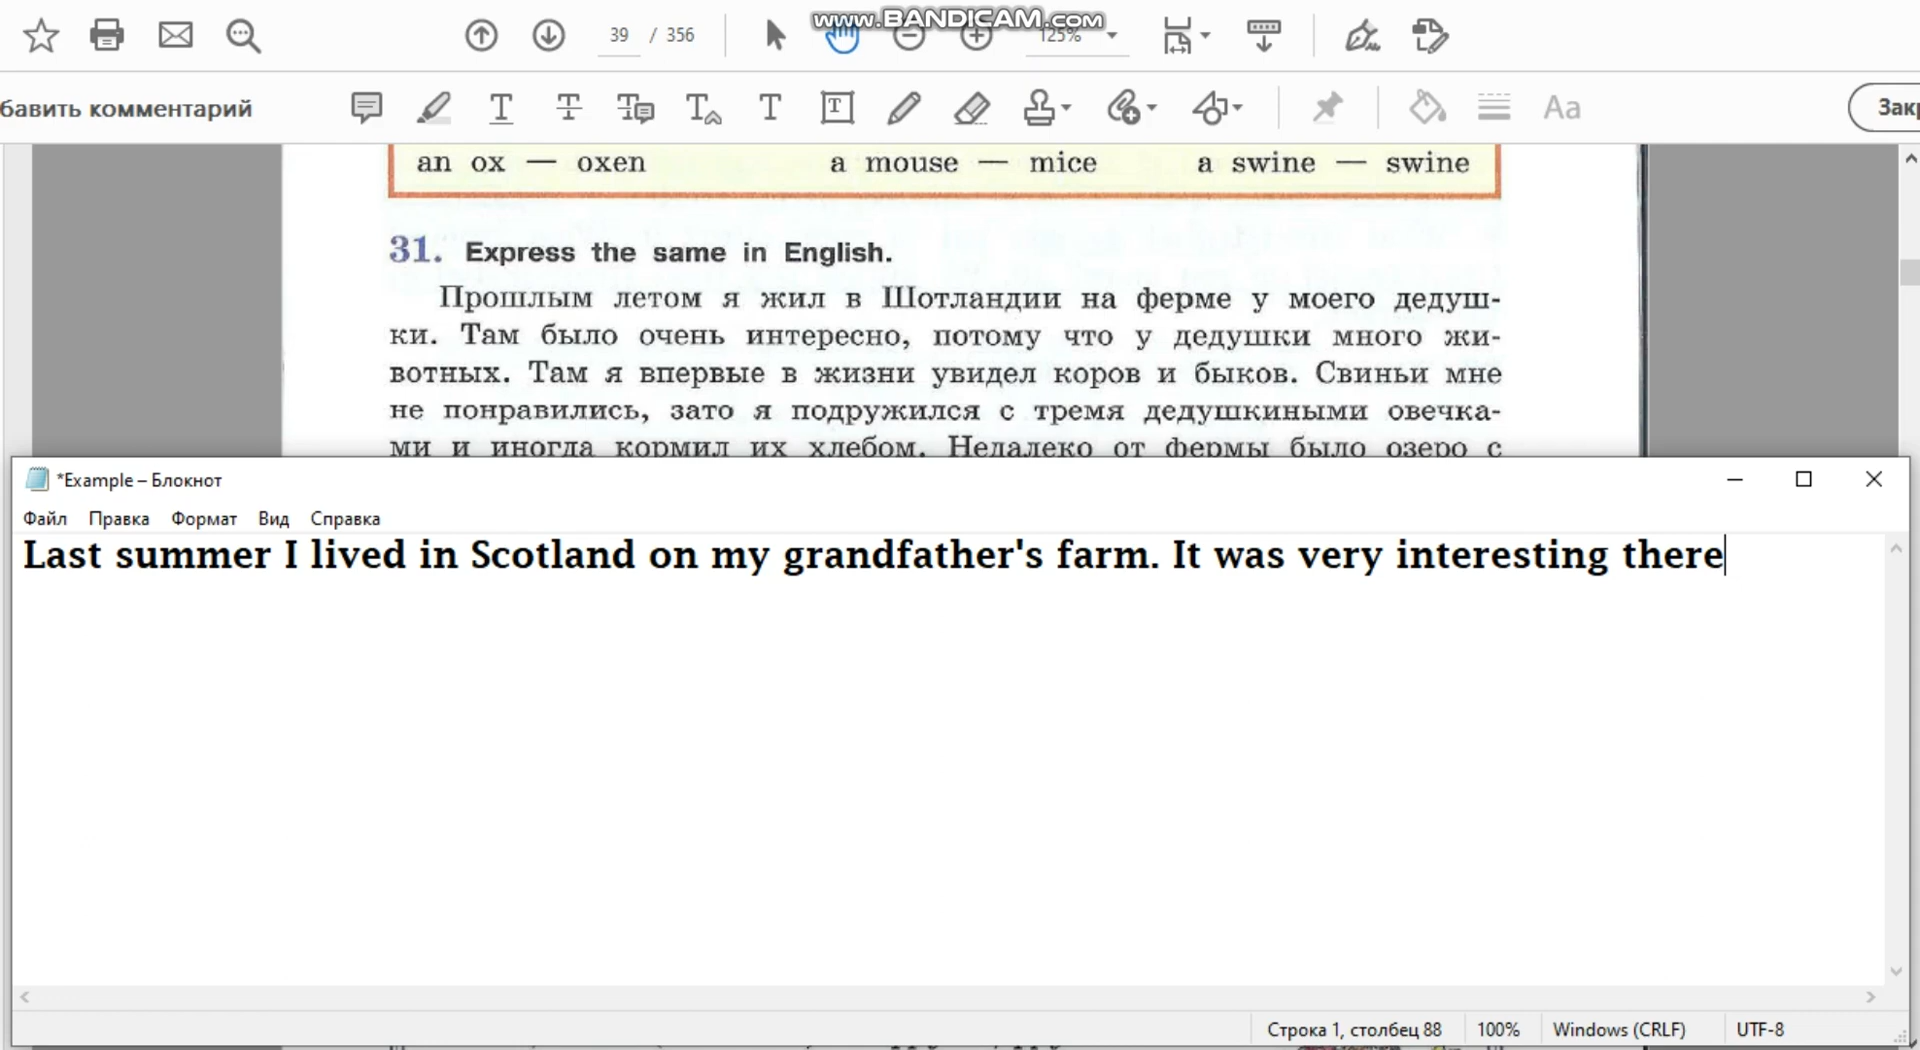 www.BANDICAM.com
39 / 356
125%
бавить комментарий
Aa
an ox — oxen a mouse — mice a swine — swine
31. Express the same in English.
Прошлым летом я жил в Шотландии на ферме у моего дедуш-
ки. Там было очень интересно, потому что у дедушки много жи-
вотных. Там я впервые в жизни увидел коров и быков. Свиньи мне
не понравились, зато я подружился с тремя дедушкиными овечка-
ми и иногда кормил их хлебом. Недалеко от фермы было озеро с
*Example – Блокнот
Файл Правка Формат Вид Справка
Last summer I lived in Scotland on my grandfather's farm. It was very interesting there
Строка 1, столбец 88 100% Windows (CRLF) UTF-8